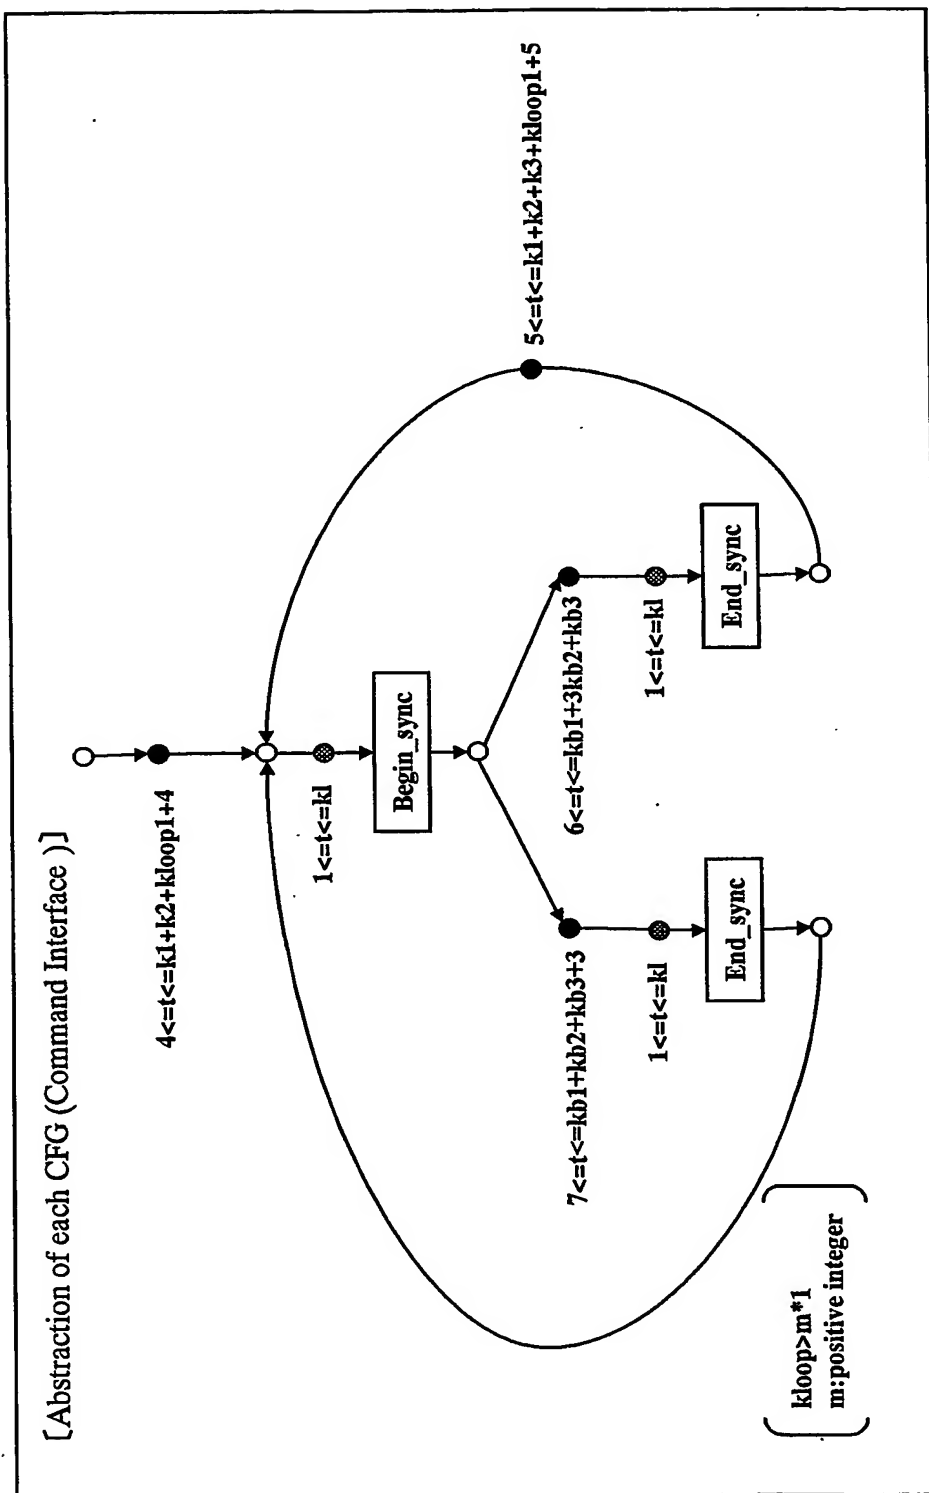 [Abstraction of each CFG (Command Interface )]
4<=t<=k1+k2+kloop1+4
1<=t<=kl
5<=t<=k1+k2+k3+kloop1+5
Begin_sync
7<=t<=kb1+kb2+kb3+3
6<=t<=kb1+3kb2+kb3
1<=t<=kl
1<=t<=kl
End_sync
End_sync
kloop>m*1
m:positive integer